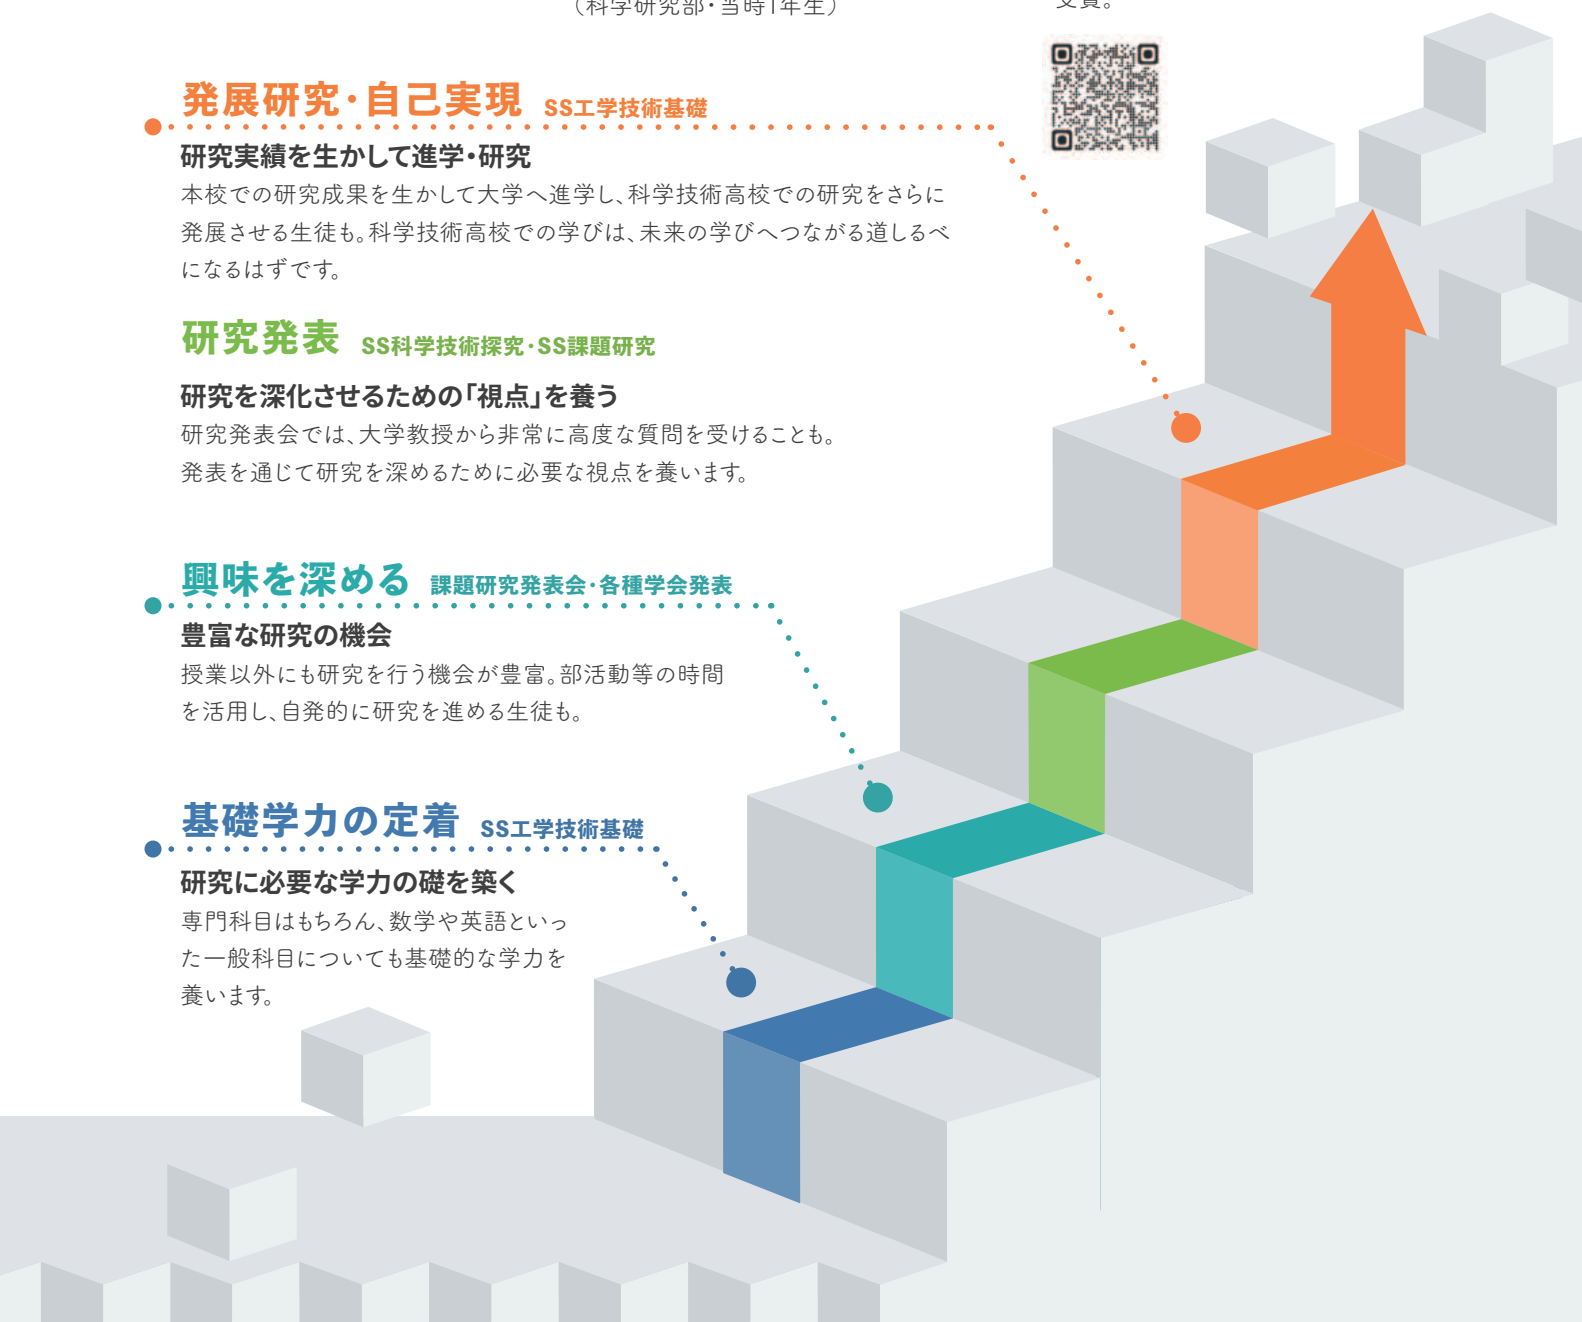 （科学研究部・当時1年生）
受賞。
発展研究・自己実現 SS工学技術基礎
研究実績を生かして進学・研究
本校での研究成果を生かして大学へ進学し、科学技術高校での研究をさらに
発展させる生徒も。科学技術高校での学びは、未来の学びへつながる道しるべ
になるはずです。
研究発表 SS科学技術探究・SS課題研究
研究を深化させるための「視点」を養う
研究発表会では、大学教授から非常に高度な質問を受けることも。
発表を通じて研究を深めるために必要な視点を養います。
興味を深める 課題研究発表会・各種学会発表
豊富な研究の機会
授業以外にも研究を行う機会が豊富。部活動等の時間
を活用し、自発的に研究を進める生徒も。
基礎学力の定着 SS工学技術基礎
研究に必要な学力の礎を築く
専門科目はもちろん、数学や英語といっ
た一般科目についても基礎的な学力を
養います。